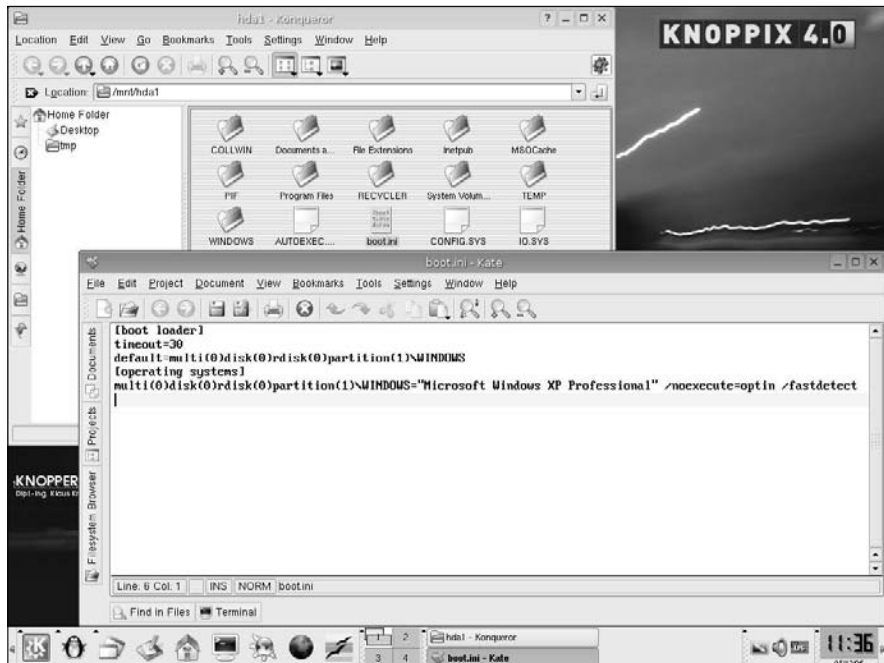 hda1 - Konqueror
Location Edit View Go Bookmarks Tools Settings Window Help
Location: /mnt/hda1
Home Folder
Desktop
tmp
Home Folder
COLLWIN Documents a... File Extensions Inetpub MSOCache
PIF Program Files RECYCLER System Volum... TEMP
WINDOWS AUTOEXEC.... boot.ini CONFIG.SYS IO.SYS
KNOPPIX 4.0
boot.ini - Kate
File Edit Project Document View Bookmarks Tools Settings Window Help
Documents
Projects
Filesystem Browser
[boot loader]
timeout=30
default=multi(0)disk(0)rdisk(0)partition(1)\WINDOWS
[operating systems]
multi(0)disk(0)rdisk(0)partition(1)\WINDOWS="Microsoft Windows XP Professional" /noexecute=optin /fastdetect
KNOPPER
Dipl.-Ing. Klaus
Line: 6 Col: 1 INS NORM boot.ini
Find in Files Terminal
1 2
3 4
hda1 - Konqueror
boot.ini - Kate
11:36